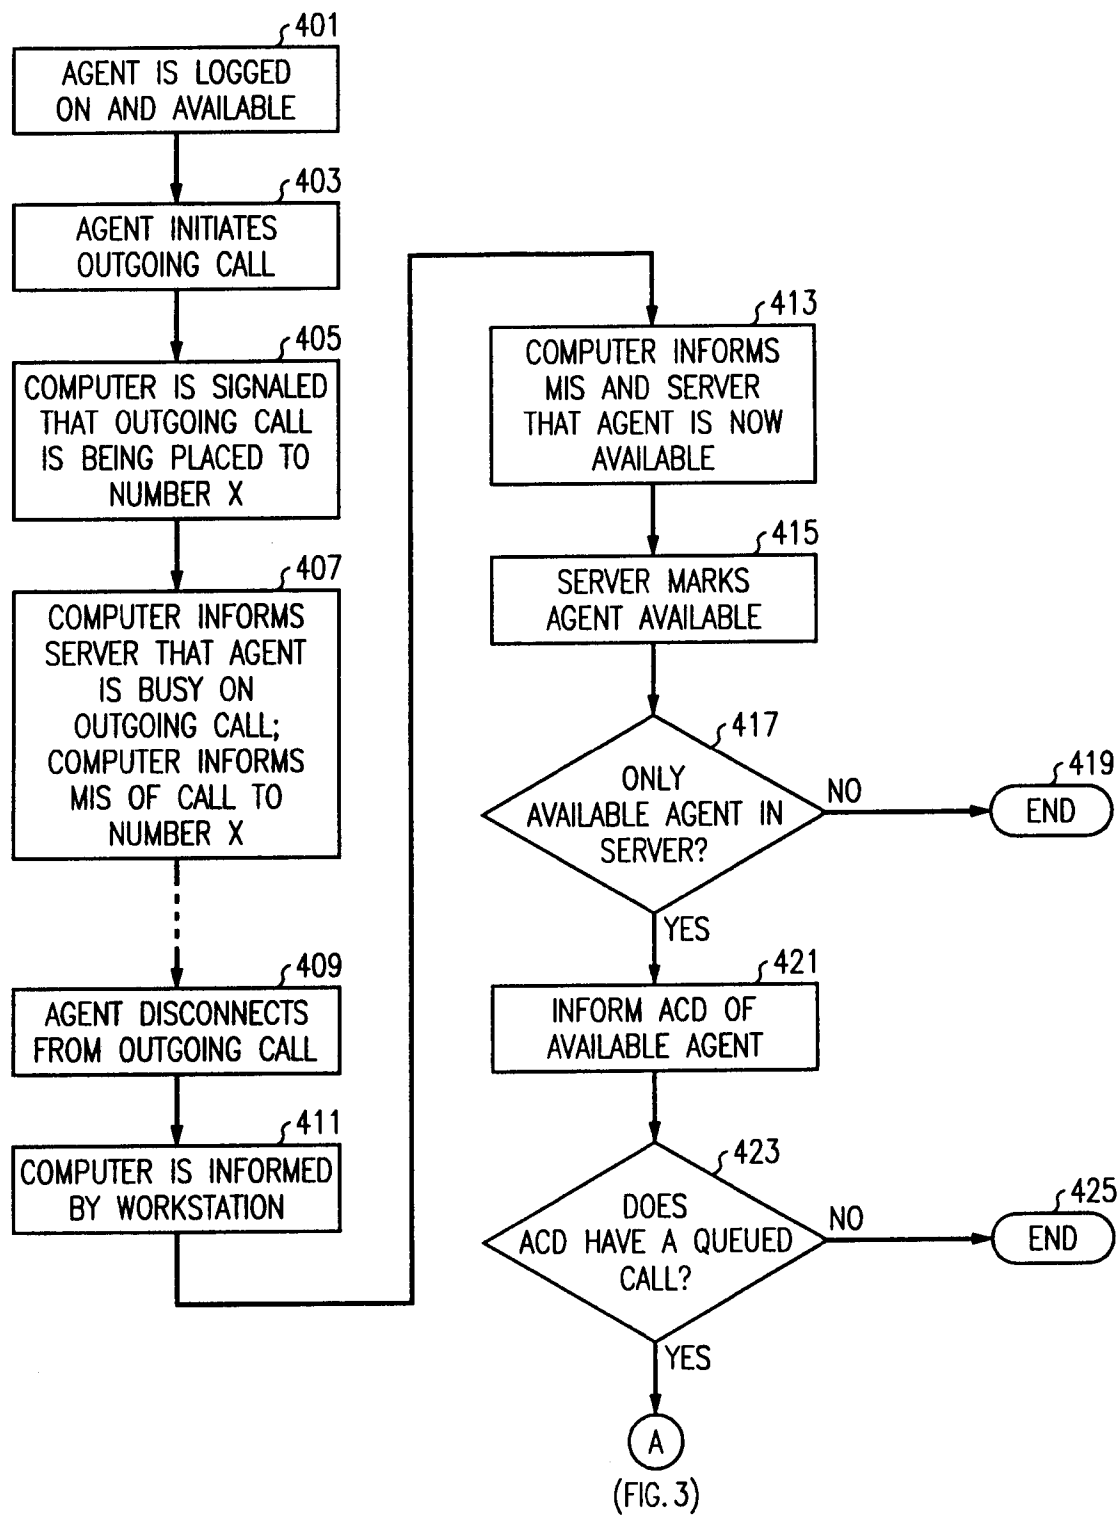 401
AGENT IS LOGGED
ON AND AVAILABLE
403
AGENT INITIATES
OUTGOING CALL
405
COMPUTER IS SIGNALED
THAT OUTGOING CALL
IS BEING PLACED TO
NUMBER X
407
COMPUTER INFORMS
SERVER THAT AGENT
IS BUSY ON
OUTGOING CALL;
COMPUTER INFORMS
MIS OF CALL TO
NUMBER X
409
AGENT DISCONNECTS
FROM OUTGOING CALL
411
COMPUTER IS INFORMED
BY WORKSTATION
413
COMPUTER INFORMS
MIS AND SERVER
THAT AGENT IS NOW
AVAILABLE
415
SERVER MARKS
AGENT AVAILABLE
417
ONLY
AVAILABLE AGENT IN
SERVER?
NO
419
END
YES
421
INFORM ACD OF
AVAILABLE AGENT
423
DOES
ACD HAVE A QUEUED
CALL?
NO
425
END
YES
A
(FIG. 3)